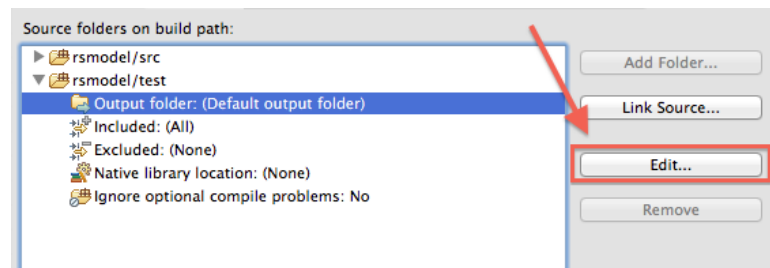 Source folders on build path:
rsmodel/src
rsmodel/test
Output folder: (Default output folder)
Included: (All)
Excluded: (None)
Native library location: (None)
Ignore optional compile problems: No
Add Folder...
Link Source...
Edit...
Remove